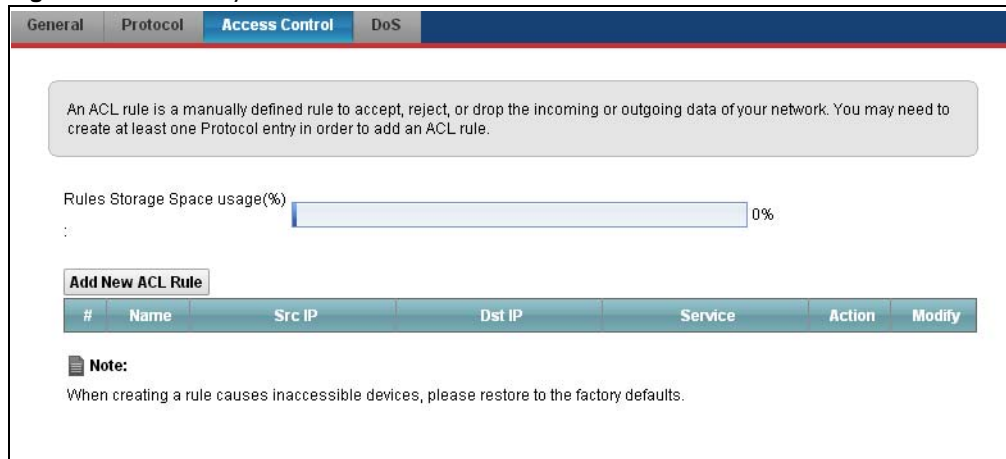 General Protocol Access Control DoS
An ACL rule is a manually defined rule to accept, reject, or drop the incoming or outgoing data of your network. You may need to
create at least one Protocol entry in order to add an ACL rule.
Rules Storage Space usage(%)
: 0%
Add New ACL Rule
# Name Src IP Dst IP Service Action Modify
Note:
When creating a rule causes inaccessible devices, please restore to the factory defaults.